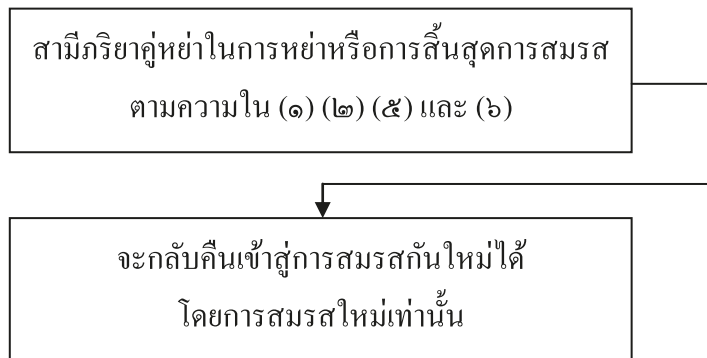 สามีภริยาคู่หย่าในการหย่าหรือการสิ้นสุดการสมรส
ตามความใน (๑) (๒) (๕) และ (๖)
จะกลับคืนเข้าสู่การสมรสกันใหม่ได้
โดยการสมรสใหม่เท่านั้น